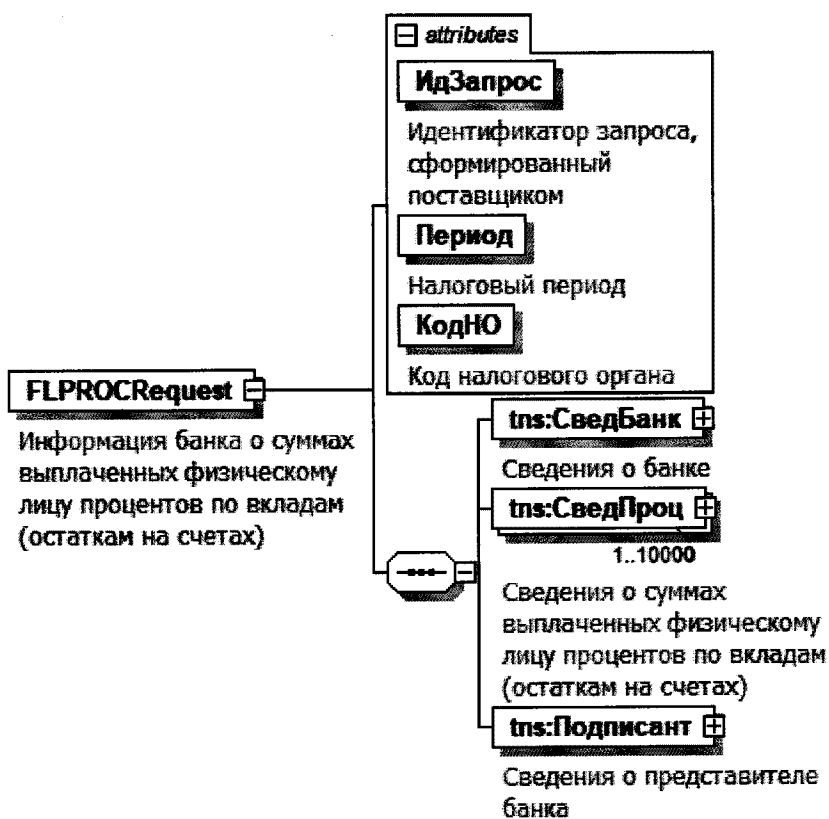 attributes
ИдЗапрос
Идентификатор запроса,
сформированный
поставщиком
Период
Налоговый период
КодНО
Код налогового органа
FLPROCRequest
Информация банка о суммах
выплаченных физическому
лицу процентов по вкладам
(остаткам на счетах)
tns:СведБанк
Сведения о банке
tns:СведПроц
1..10000
Сведения о суммах
выплаченных физическому
лицу процентов по вкладам
(остаткам на счетах)
tns:Подписант
Сведения о представителе
банка